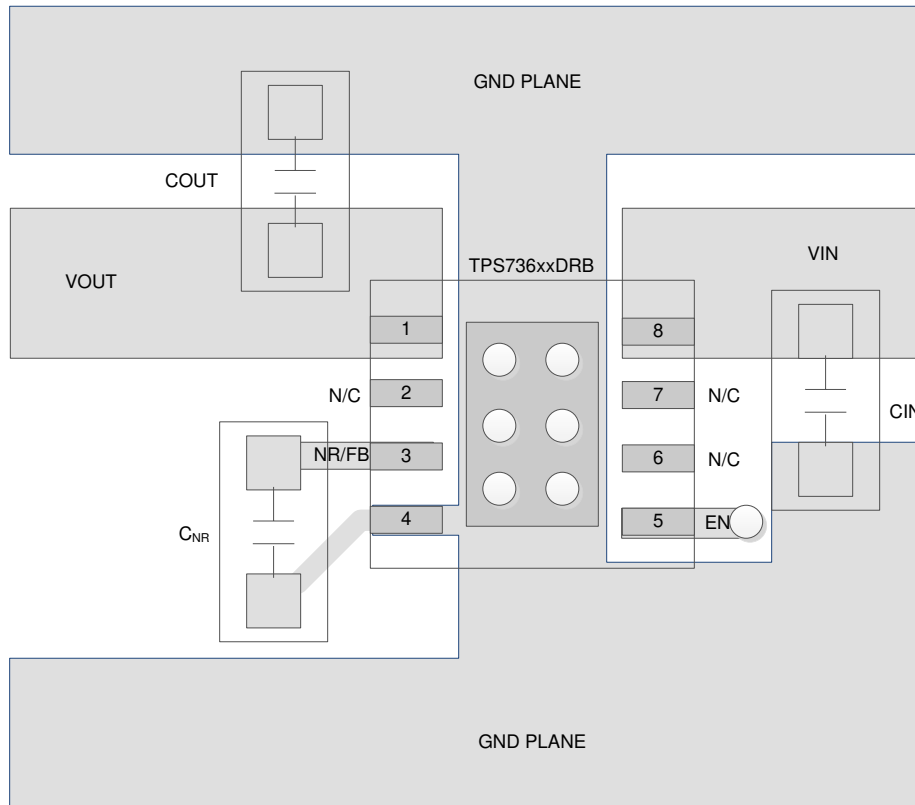 GND PLANE
COUT
TPS736xxDRB
VIN
VOUT
1
8
N/C
2
7
N/C
CIN
NR/FB
3
6
N/C
4
5
EN
CNR
GND PLANE